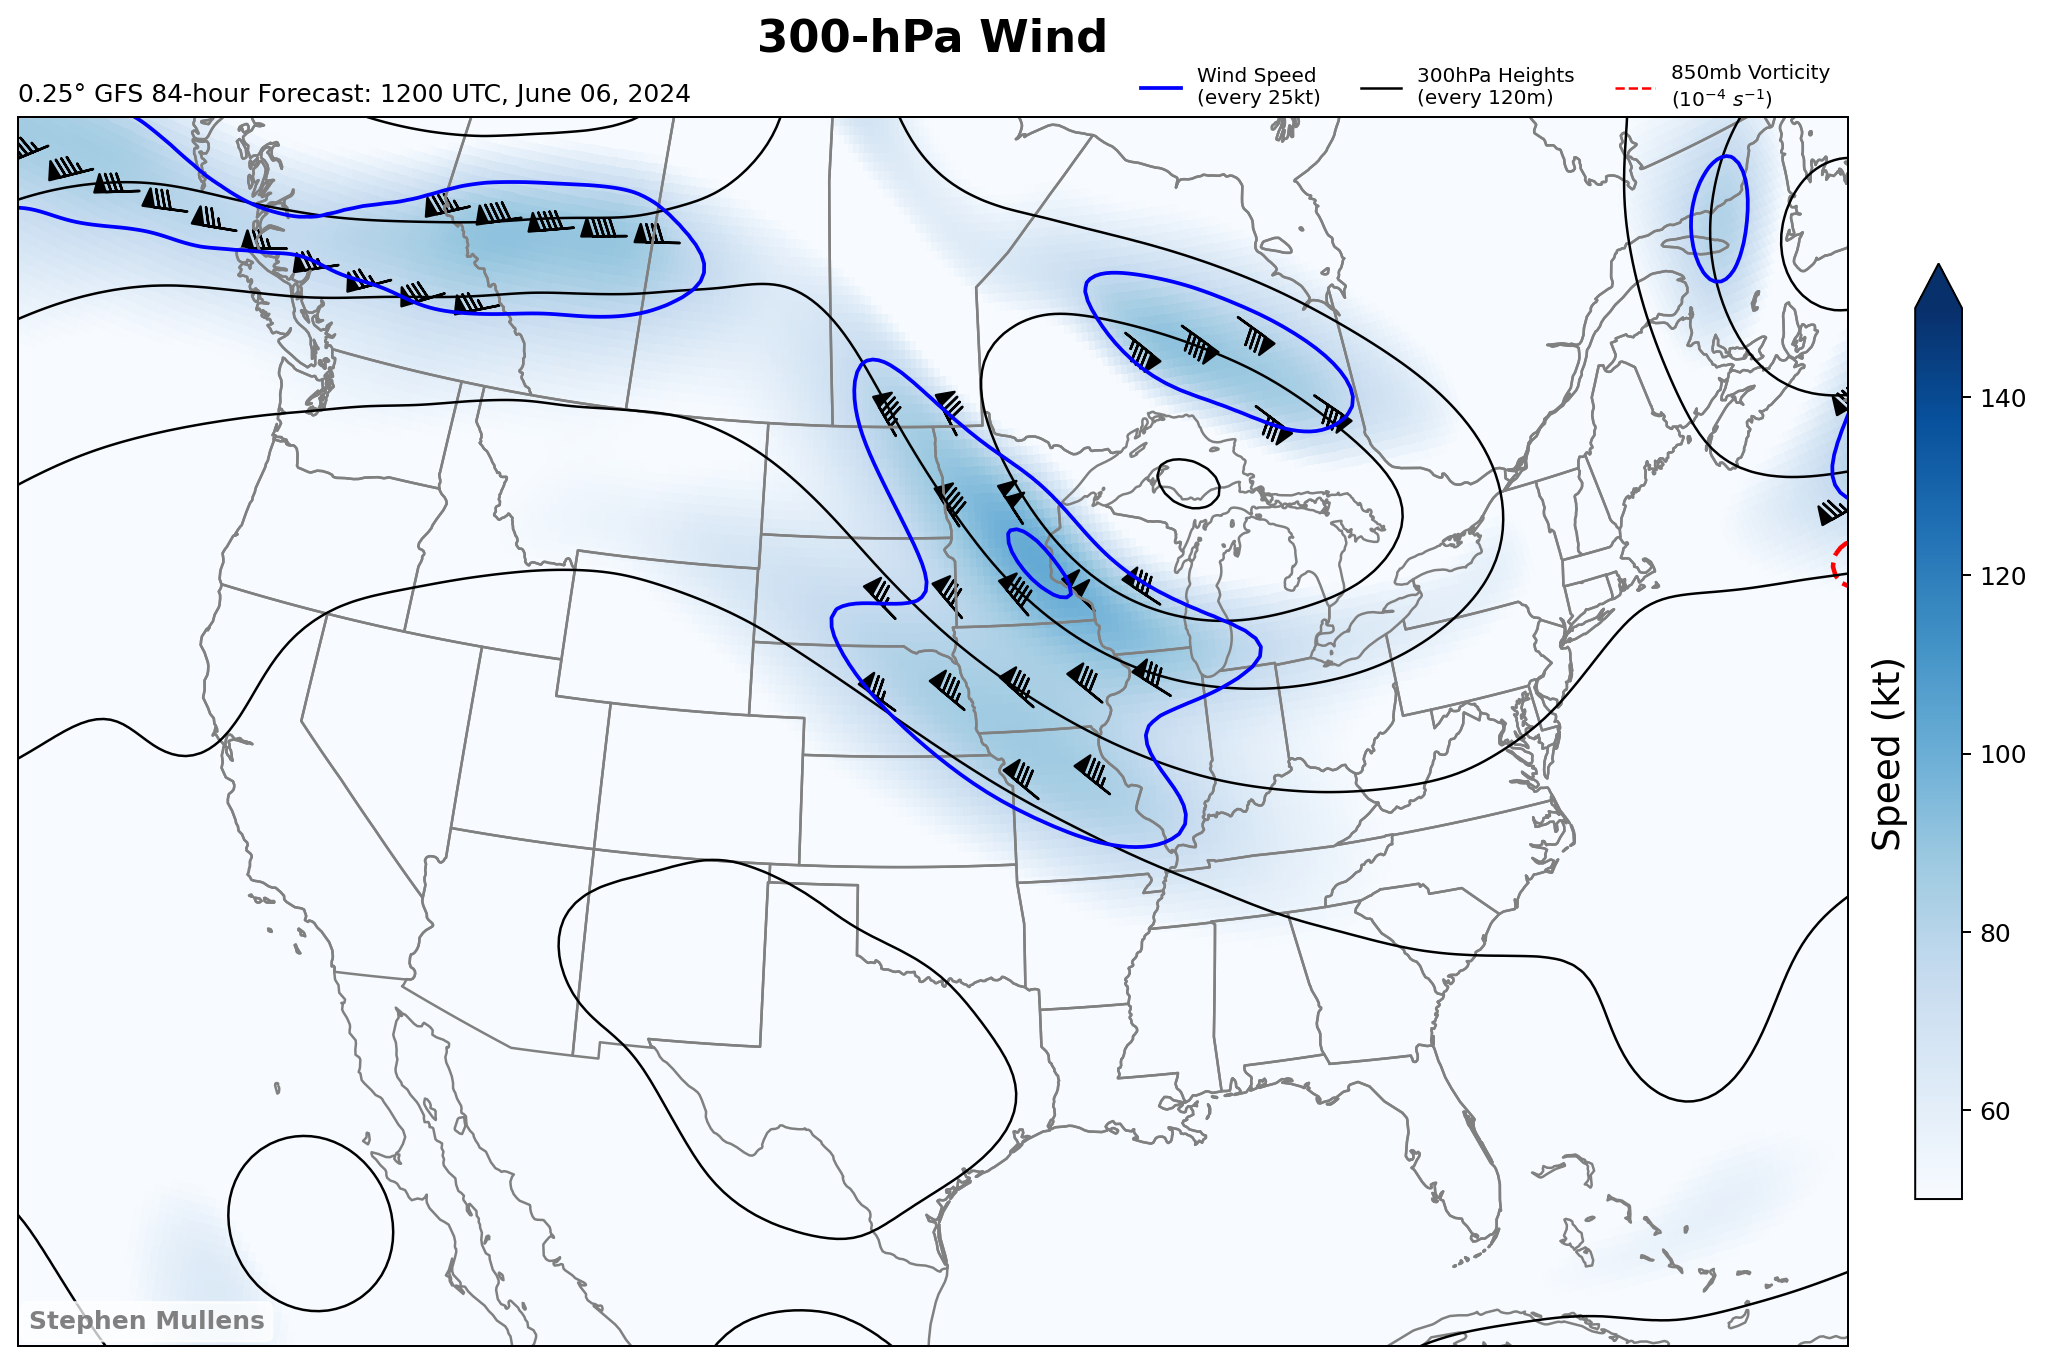 300-hPa Wind
0.25° GFS 84-hour Forecast: 1200 UTC, June 06, 2024
Wind Speed
(every 25kt)
300hPa Heights
(every 120m)
850mb Vorticity
(10⁻⁴ s⁻¹)
140
120
100
80
60
Speed (kt)
Stephen Mullens